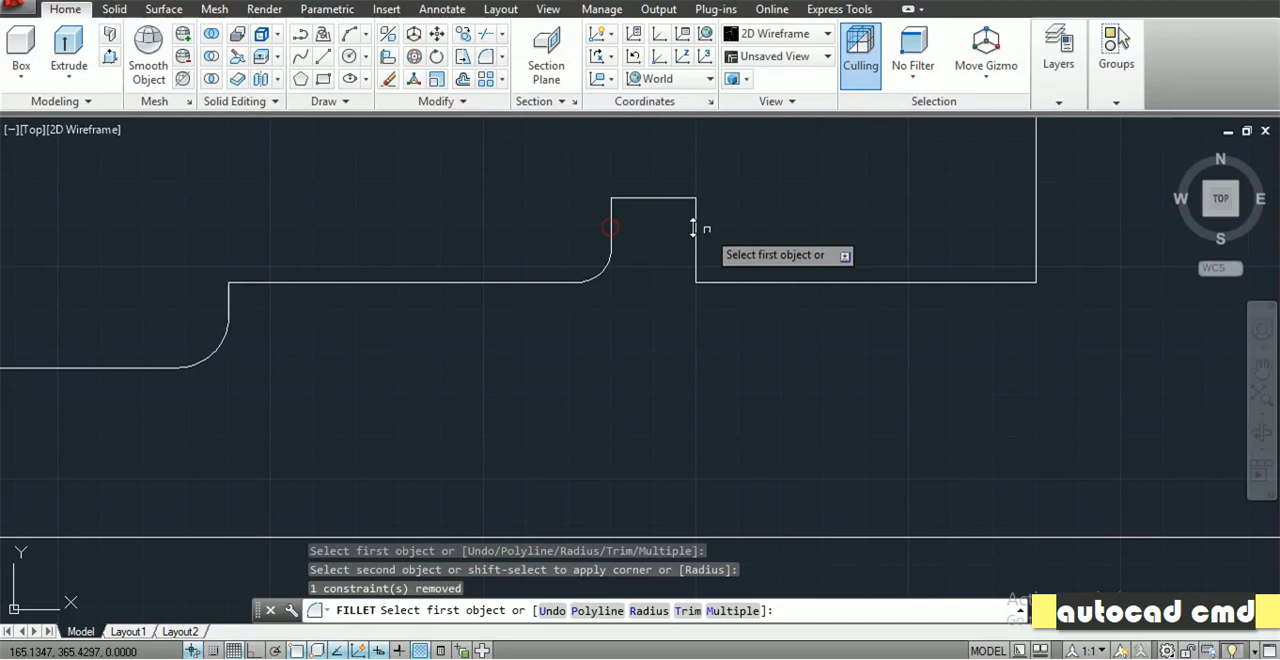 Home Solid Surface Mesh Render Parametric Insert Annotate Layout View Manage Output Plug-ins Online Express Tools
Box Extrude Smooth Object Section Plane World 2D Wireframe Unsaved View Culling No Filter Move Gizmo Layers Groups
Modeling Mesh Solid Editing Draw Modify Section Coordinates View Selection
[−][Top][2D Wireframe]
N
W TOP E
S
WCS
Select first object or
Y
X
Select first object or [Undo/Polyline/Radius/Trim/Multiple]:
Select second object or shift-select to apply corner or [Radius]:
1 constraint(s) removed
FILLET Select first object or [Undo Polyline Radius Trim Multiple]:
autocad cmd
Model Layout1 Layout2
165.1347, 365.4297, 0.0000 MODEL 1:1